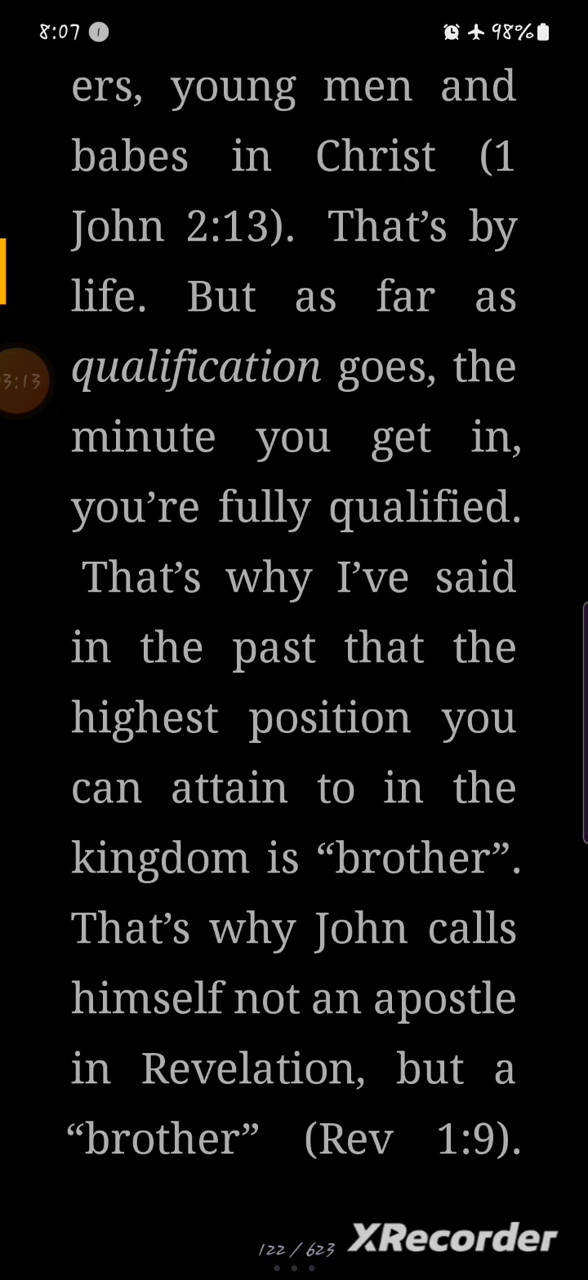 8:07
98%
ers, young men and
babes in Christ (1
John 2:13). That’s by
life. But as far as
qualification goes, the
03:13
minute you get in,
you’re fully qualified.
That’s why I’ve said
in the past that the
highest position you
can attain to in the
kingdom is “brother”.
That’s why John calls
himself not an apostle
in Revelation, but a
“brother” (Rev 1:9).
122 / 623
XRecorder